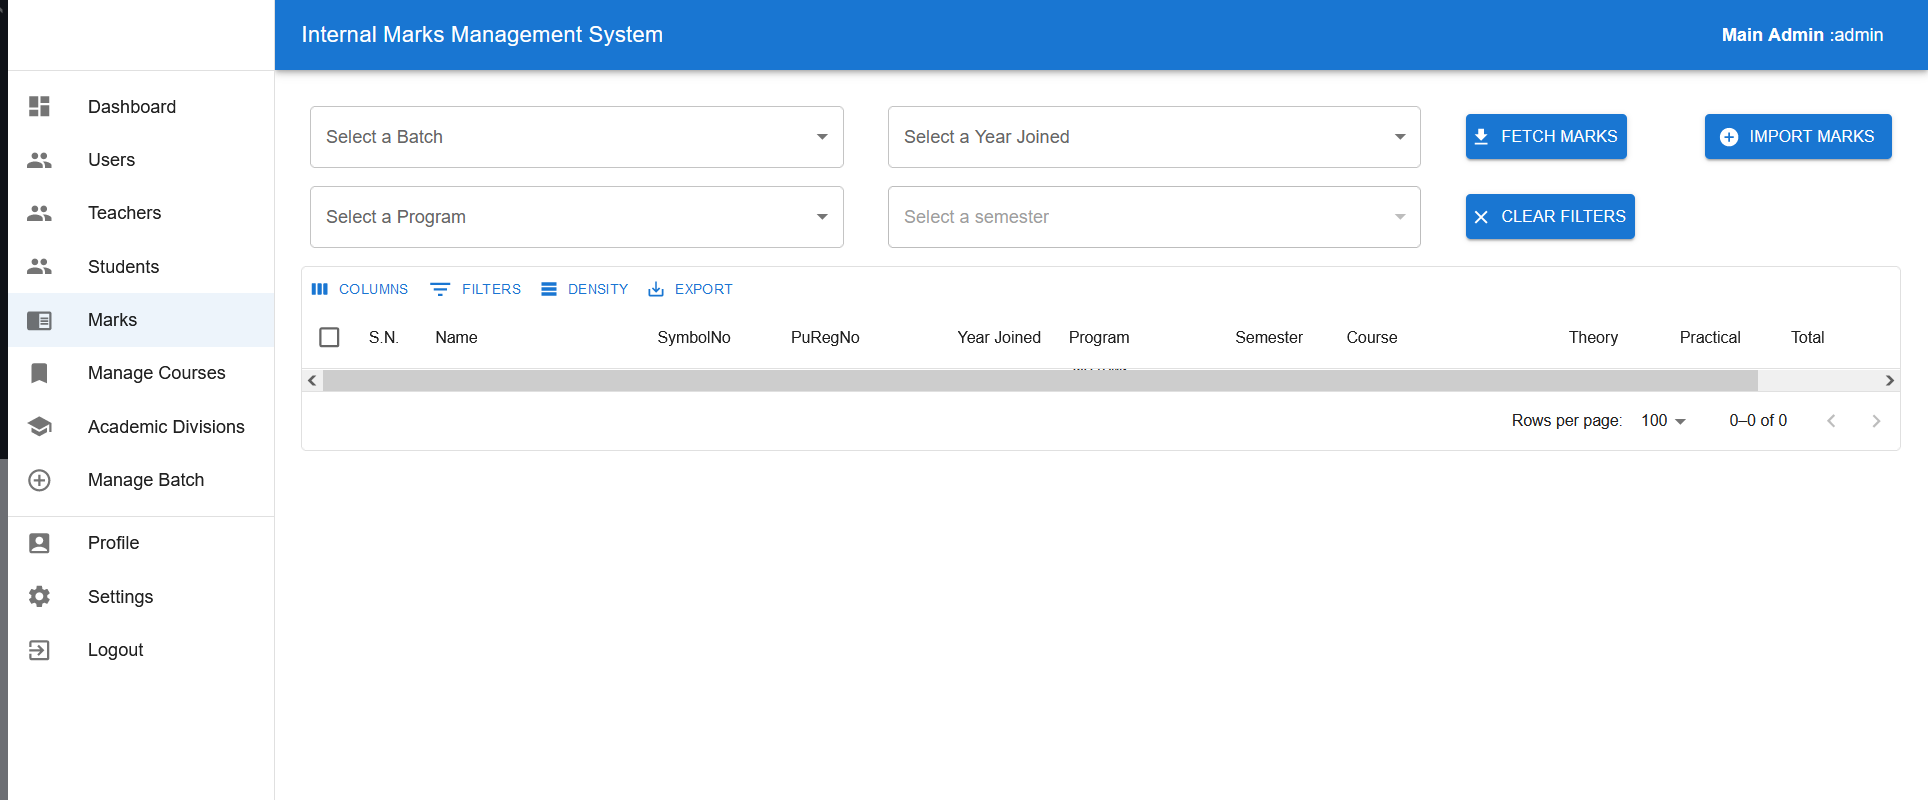 Internal Marks Management System
Main Admin :admin
Dashboard
Users
Teachers
Students
Marks
Manage Courses
Academic Divisions
Manage Batch
Profile
Settings
Logout
Select a Batch
Select a Year Joined
FETCH MARKS
IMPORT MARKS
Select a Program
Select a semester
CLEAR FILTERS
COLUMNS FILTERS DENSITY EXPORT
S.N. Name SymbolNo PuRegNo Year Joined Program Semester Course Theory Practical Total
Rows per page: 100 0–0 of 0